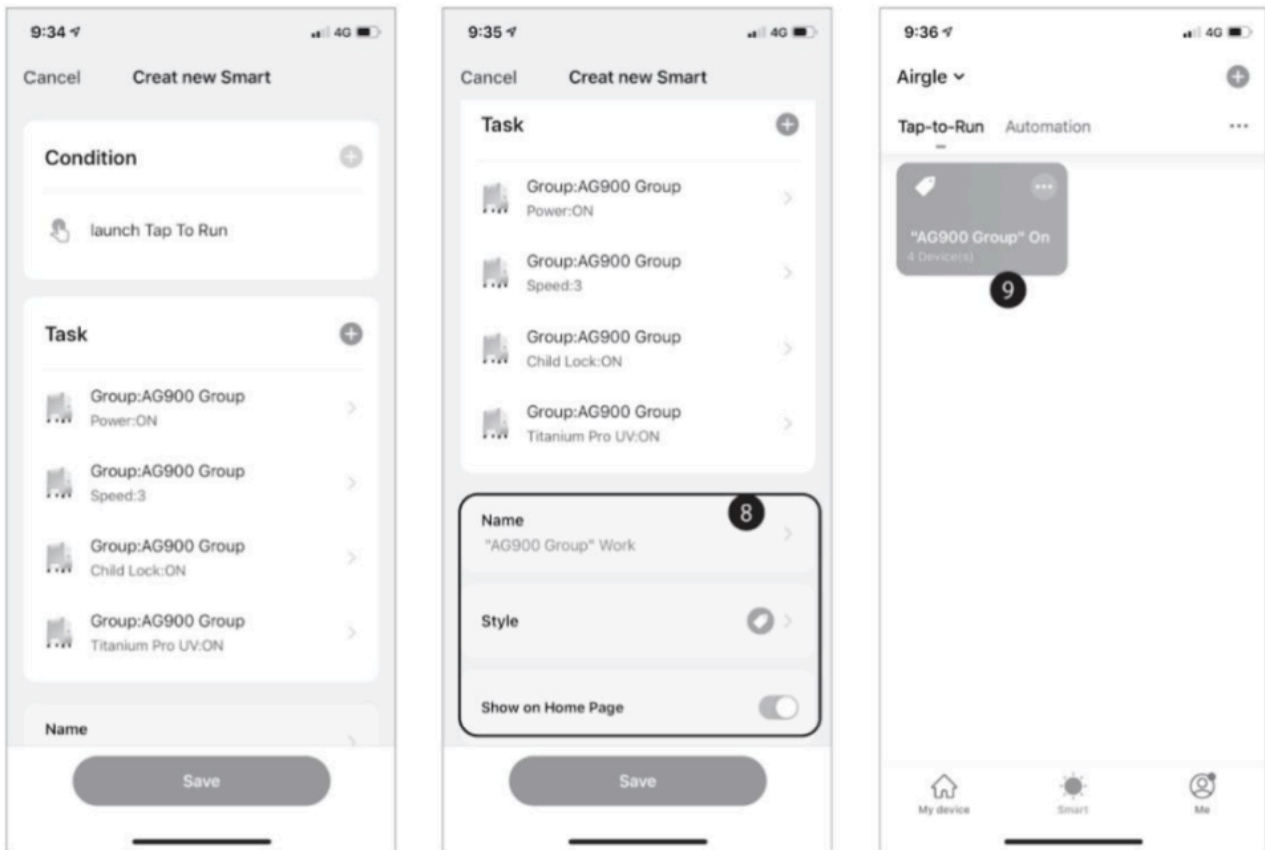 9:34
4G
Cancel
Creat new Smart
Condition
launch Tap To Run
Task
Group:AG900 Group
Power:ON
Group:AG900 Group
Speed:3
Group:AG900 Group
Child Lock:ON
Group:AG900 Group
Titanium Pro UV:ON
Name
Save
9:35
4G
Cancel
Creat new Smart
Task
Group:AG900 Group
Power:ON
Group:AG900 Group
Speed:3
Group:AG900 Group
Child Lock:ON
Group:AG900 Group
Titanium Pro UV:ON
8
Name
"AG900 Group" Work
Style
Show on Home Page
Save
9:36
4G
Airgle
Tap-to-Run Automation
"AG900 Group" On
4 Device(s)
9
My device
Smart
Me